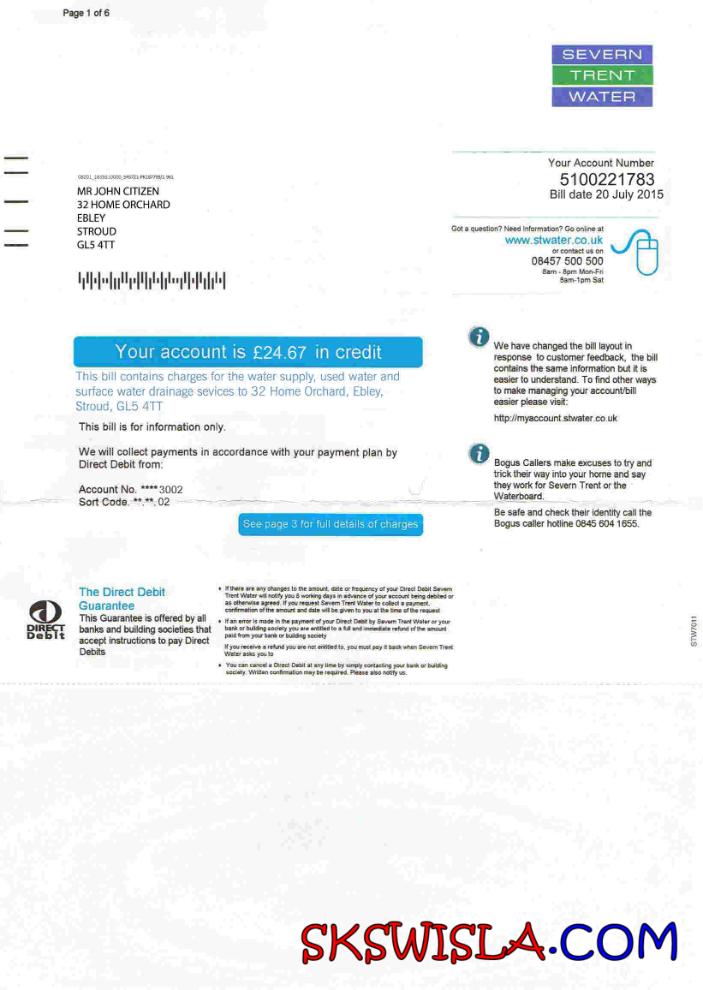 Page 1 of 6
SEVERN
TRENT
WATER
Your Account Number
5100221783
Bill date 20 July 2015
MR JOHN CITIZEN
32 HOME ORCHARD
EBLEY
STROUD
GL5 4TT
Got a question? Need Information? Go online at
www.stwater.co.uk
or contact us on
08457 500 500
8am - 8pm Mon-Fri
8am-1pm Sat
Your account is £24.67 in credit
This bill contains charges for the water supply, used water and
surface water drainage sevices to 32 Home Orchard, Ebley,
Stroud, GL5 4TT
This bill is for information only.
We will collect payments in accordance with your payment plan by
Direct Debit from:
Account No. ****3002
Sort Code. **.**.02
See page 3 for full details of charges
i
We have changed the bill layout in
response to customer feedback, the bill
contains the same information but it is
easier to understand. To find other ways
to make managing your account/bill
easier please visit:
http://myaccount.stwater.co.uk
i
Bogus Callers make excuses to try and
trick their way into your home and say
they work for Severn Trent or the
Waterboard.
Be safe and check their identity call the
Bogus caller hotline 0845 604 1655.
DIRECT
Debit
The Direct Debit
Guarantee
This Guarantee is offered by all
banks and building societies that
accept instructions to pay Direct
Debits
• If there are any changes to the amount, date or frequency of your Direct Debit Severn
Trent Water will notify you 5 working days in advance of your account being debited or
as otherwise agreed. If you request Severn Trent Water to collect a payment,
confirmation of the amount and date will be given to you at the time of the request
• If an error is made in the payment of your Direct Debit by Severn Trent Water or your
bank or building society you are entitled to a full and immediate refund of the amount
paid from your bank or building society
If you receive a refund you are not entitled to, you must pay it back when Severn Trent
Water asks you to
• You can cancel a Direct Debit at any time by simply contacting your bank or building
society. Written confirmation may be required. Please also notify us.
STW7011
SKSWISLA.COM